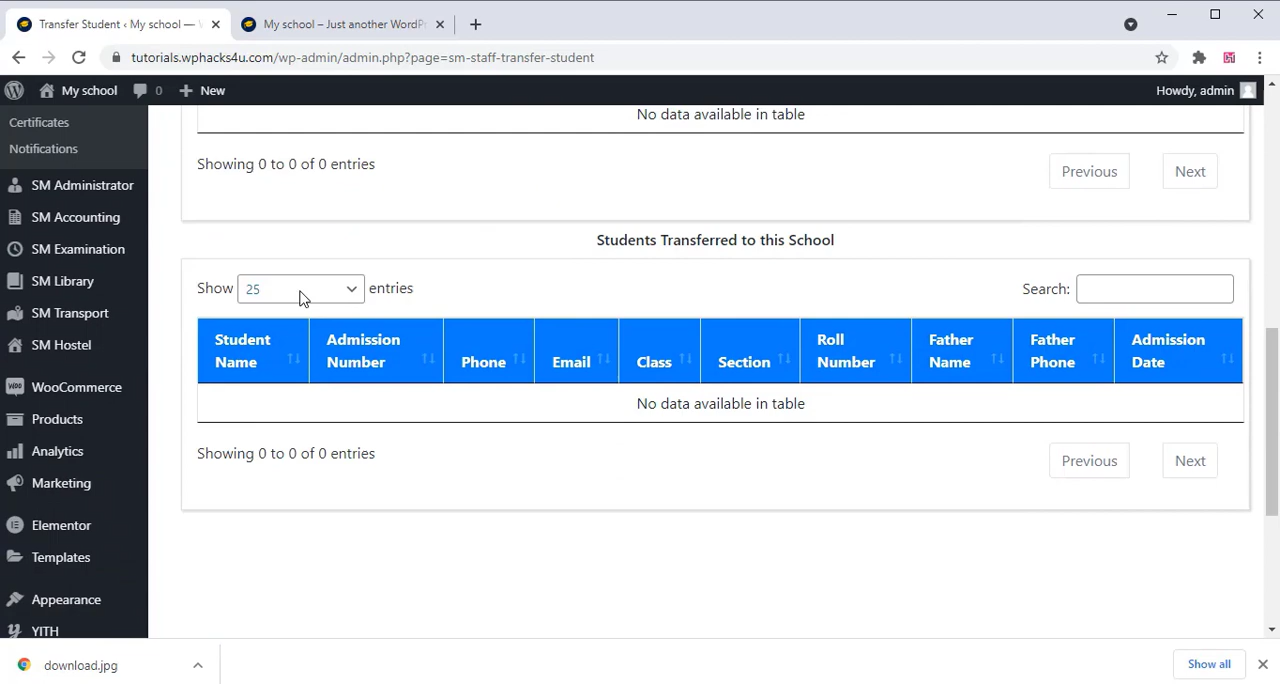 Transfer Student ‹ My school —
My school – Just another WordPr
tutorials.wphacks4u.com/wp-admin/admin.php?page=sm-staff-transfer-student
My school 0 New Howdy, admin
Certificates
Notifications
SM Administrator
SM Accounting
SM Examination
SM Library
SM Transport
SM Hostel
WOO WooCommerce
Products
Analytics
Marketing
Elementor
Templates
Appearance
YITH
No data available in table
Showing 0 to 0 of 0 entries
Previous Next
Students Transferred to this School
Show 25 entries Search:
Student Name
Admission Number
Phone
Email
Class
Section
Roll Number
Father Name
Father Phone
Admission Date
No data available in table
Showing 0 to 0 of 0 entries
Previous Next
download.jpg Show all